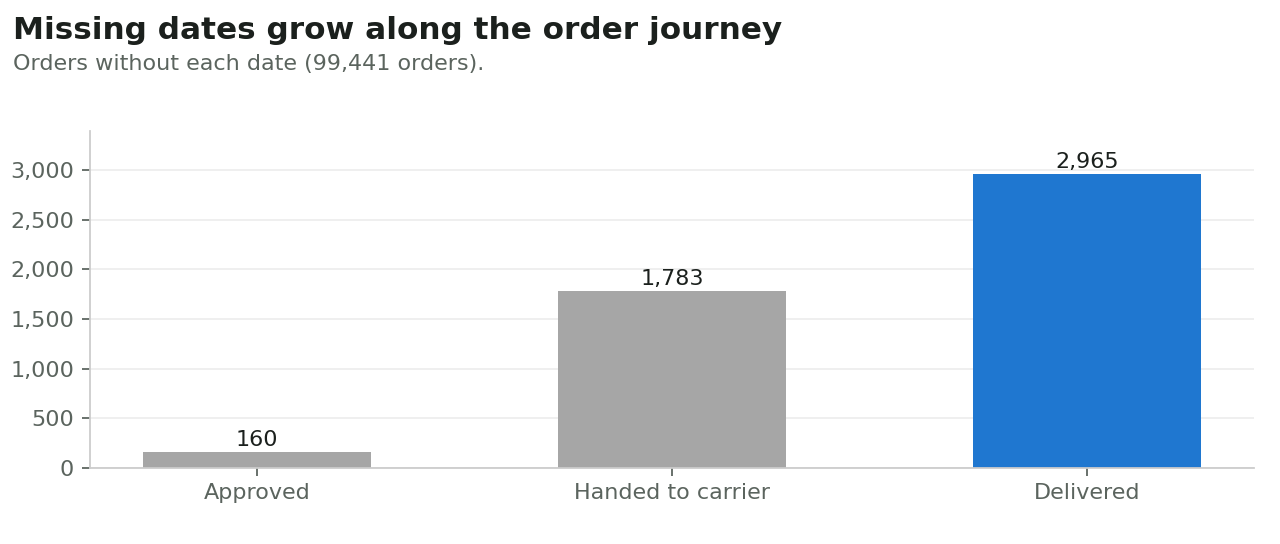 Missing dates grow along the order journey
Orders without each date (99,441 orders).
3,000
2,500
2,000
1,500
1,000
500
0
160
1,783
2,965
Approved
Handed to carrier
Delivered